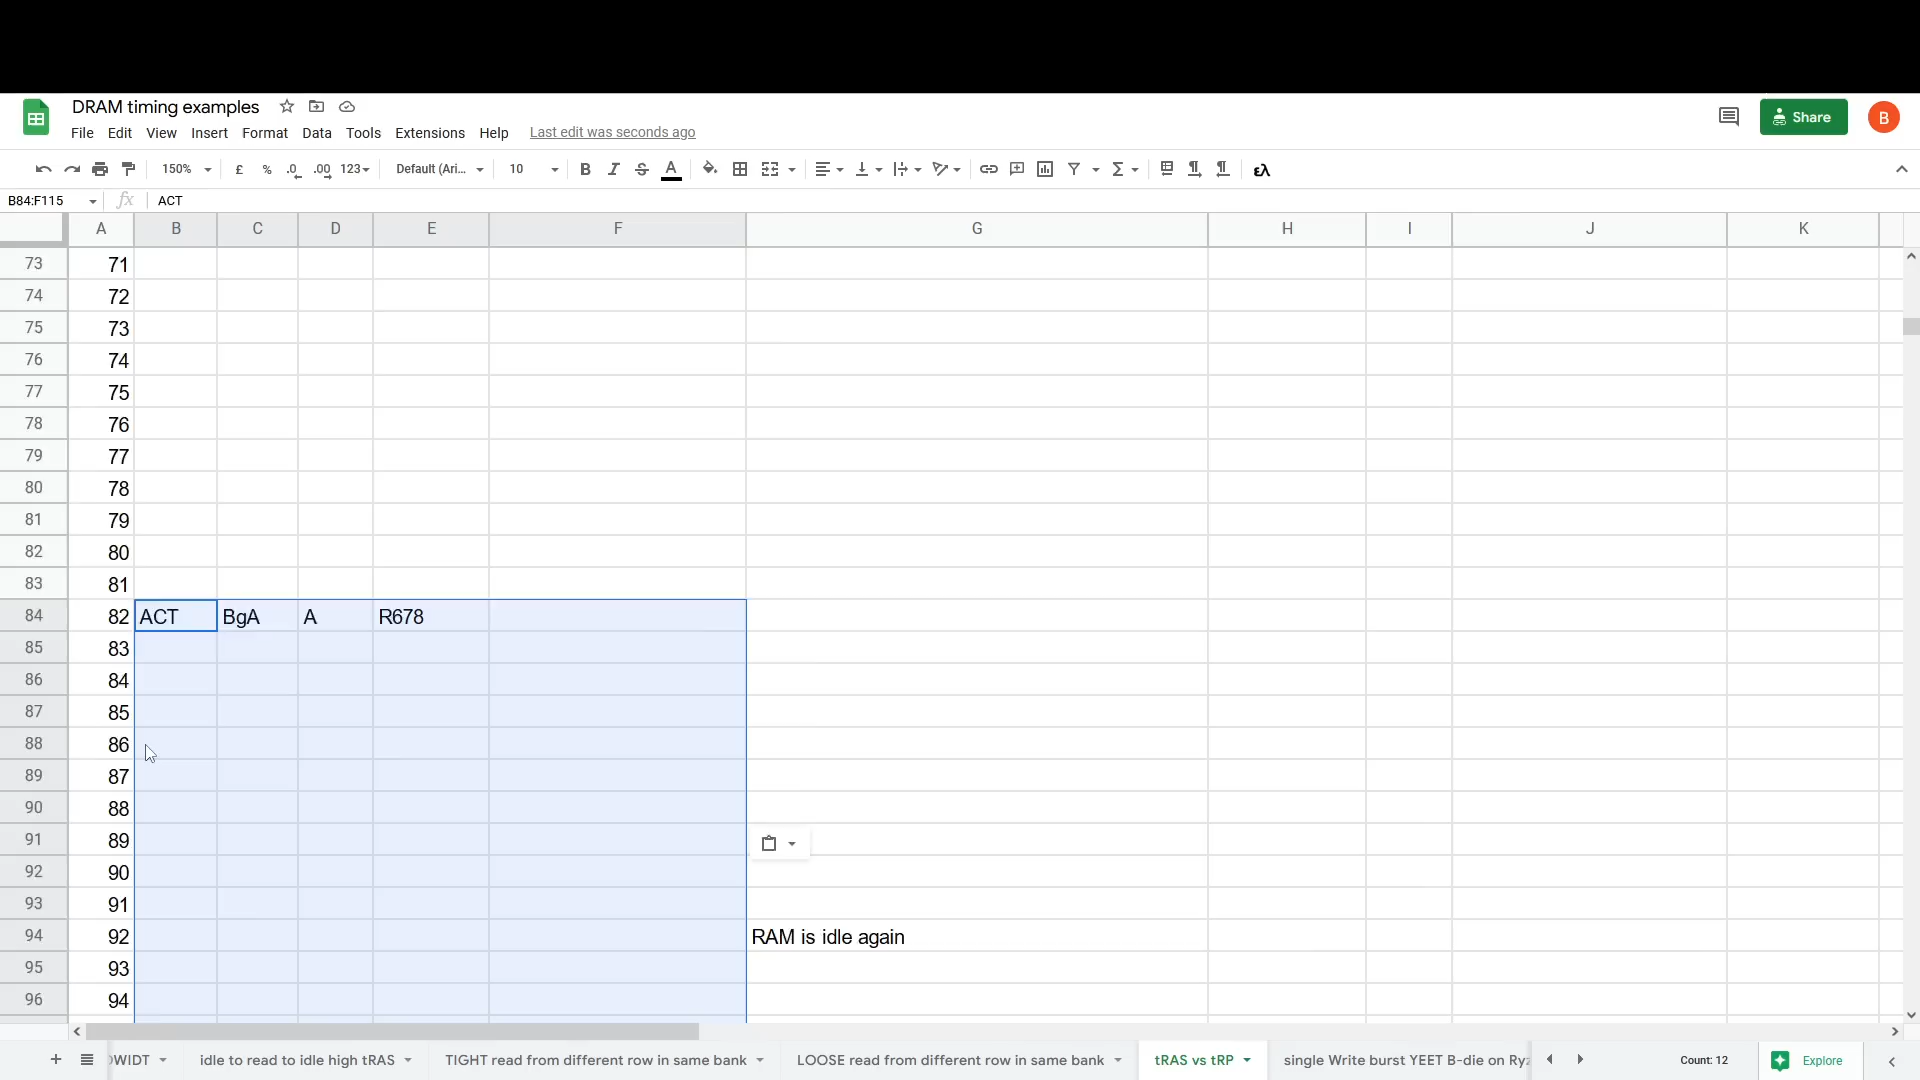 DRAM timing examples
File Edit View Insert Format Data Tools Extensions Help Last edit was seconds ago
Share
B
150% £ % .0 .00 123 Default (Ari... 10 B I S A
B84:F115 fx ACT
A B C D E F G H I J K
73 71
74 72
75 73
76 74
77 75
78 76
79 77
80 78
81 79
82 80
83 81
84 82 ACT BgA A R678
85 83
86 84
87 85
88 86
89 87
90 88
91 89
92 90
93 91
94 92 RAM is idle again
95 93
96 94
DWIDT idle to read to idle high tRAS TIGHT read from different row in same bank LOOSE read from different row in same bank tRAS vs tRP single Write burst YEET B-die on Ry Count: 12 Explore